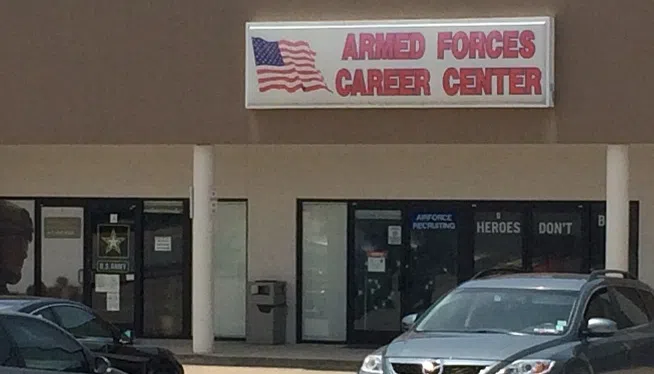 ARMED FORCES
CAREER CENTER
AIRFORCE
RECRUITING
HEROES DON'T
U.S. ARMY